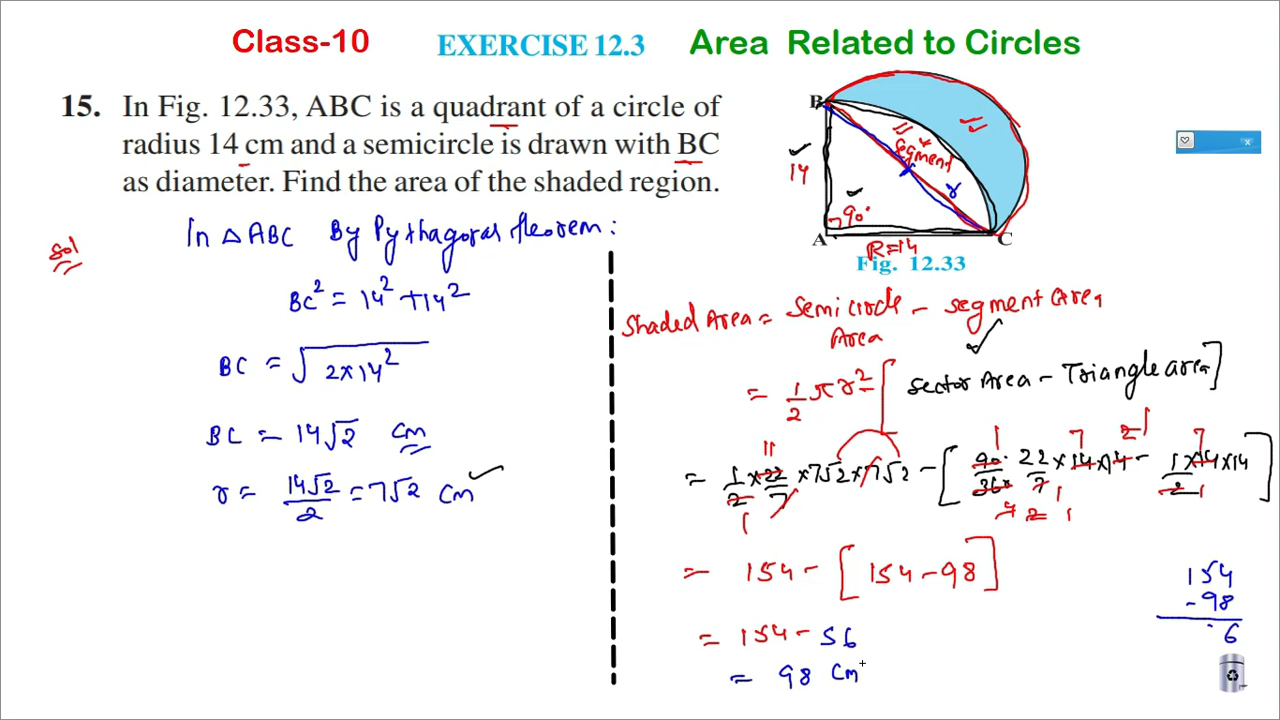 Class-10 EXERCISE 12.3 Area Related to Circles
15. In Fig. 12.33, ABC is a quadrant of a circle of
radius 14 cm and a semicircle is drawn with BC
as diameter. Find the area of the shaded region.
B
segment
14
r
90°
A
C
R=14
Fig. 12.33
Sol
In △ABC By Pythagoras theorem:
BC² = 14² + 14²
BC = √2×14²
BC = 14√2 cm
r = 14√2/2 = 7√2 cm
Shaded Area = Semicircle Area - segment Area
= 1/2 πr² - [sector Area - Triangle area]
= 1/2 × 22/7 × 7√2 × 7√2 - [90/360 × 22/7 × 14 × 14 - 1/2 × 14 × 14]
= 154 - [154 - 98]
= 154 - 56
= 98 cm
154
- 98
6